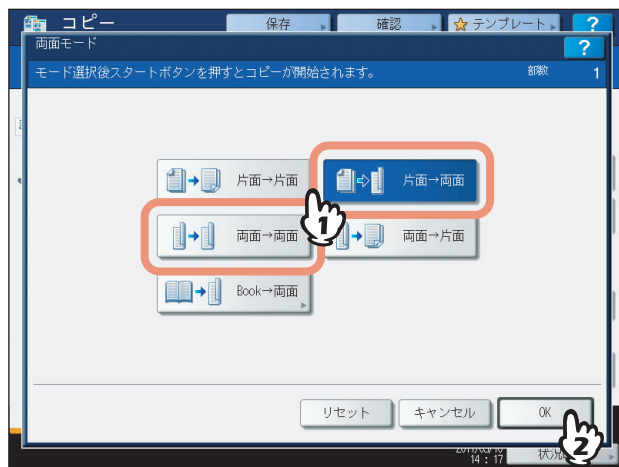 コピー 保存 確認 テンプレート ?
両面モード ?
モード選択後スタートボタンを押すとコピーが開始されます。 部数 1
片面→片面 片面→両面
1
両面→両面 両面→片面
Book→両面
リセット キャンセル OK
2
14:17 状況